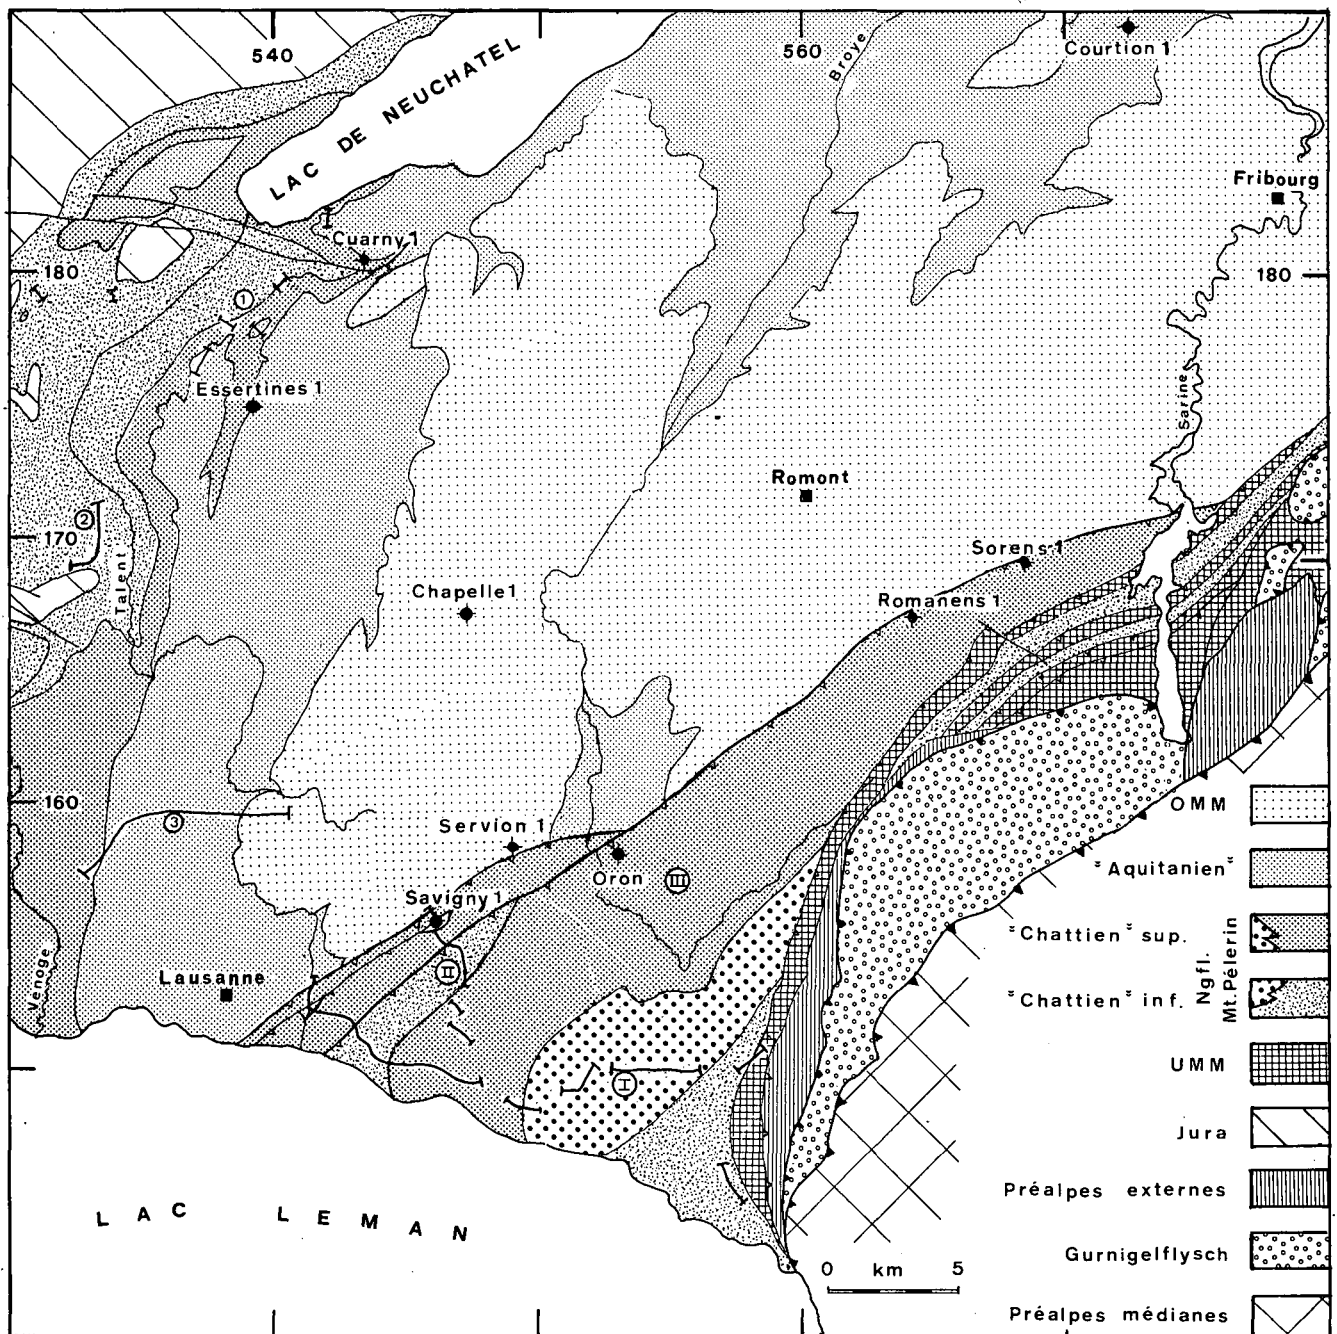 540
560
Courtion 1
Broye
LAC DE NEUCHATEL
Fribourg
Cuarny 1
180
180
1
Essertines 1
Sarine
Romont
2
170
Talent
Sorens 1
Chapelle 1
Romanens 1
160
3
Servion 1
Oron
III
Savigny 1
II
Lausanne
Venoge
I
LAC LEMAN
0 km 5
OMM
"Aquitanien"
"Chattien" sup.
"Chattien" inf.
Ngfl.
Mt. Pélerin
UMM
Jura
Préalpes externes
Gurnigelflysch
Préalpes médianes